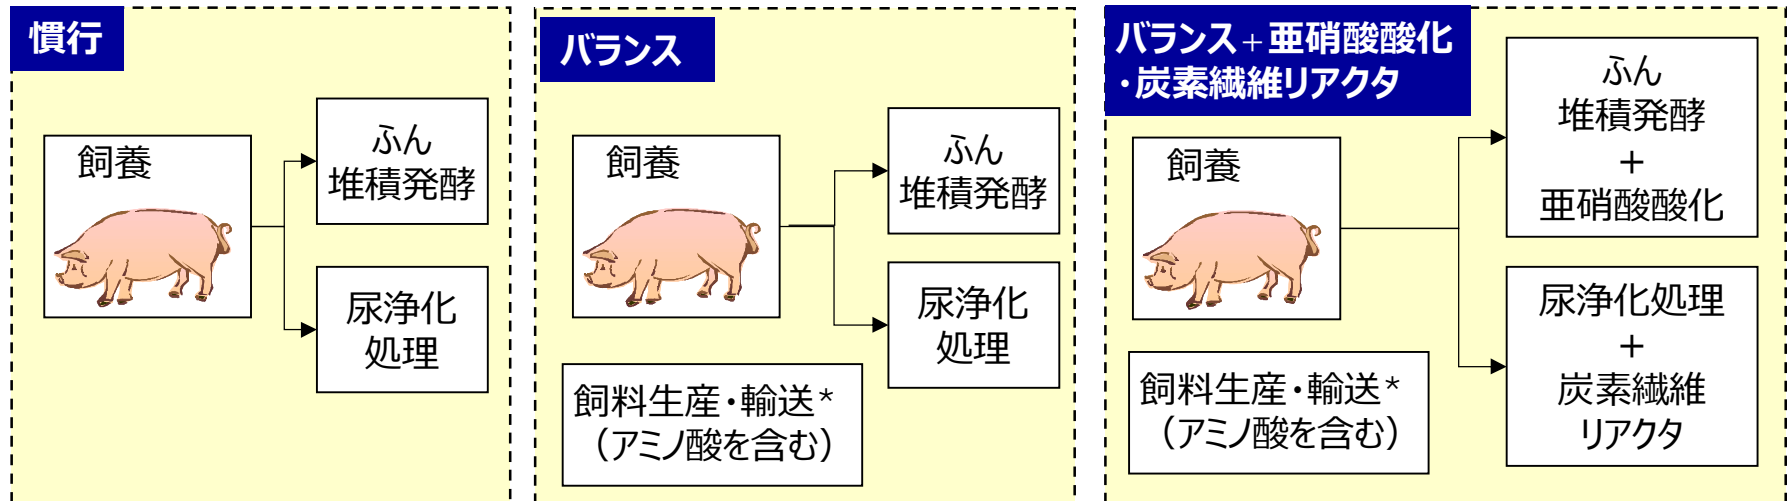 慣行
飼養
ふん
堆積発酵
尿浄化
処理
バランス
飼養
ふん
堆積発酵
尿浄化
処理
飼料生産・輸送*
（アミノ酸を含む）
バランス+亜硝酸酸化
・炭素繊維リアクタ
飼養
ふん
堆積発酵
+
亜硝酸酸化
尿浄化処理
+
炭素繊維
リアクタ
飼料生産・輸送*
（アミノ酸を含む）